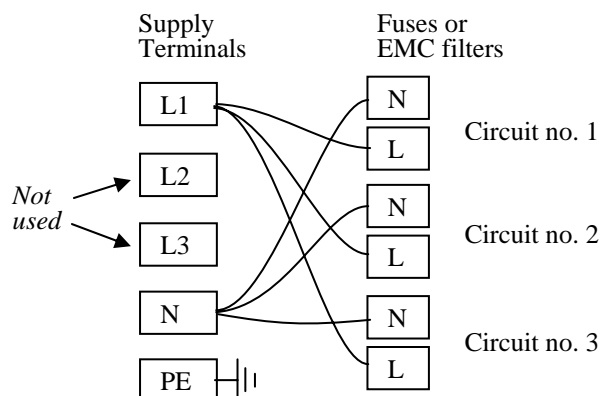 Supply
Terminals
L1
L2
L3
N
PE
Not
used
Fuses or
EMC filters
N
L
Circuit no. 1
N
L
Circuit no. 2
N
L
Circuit no. 3